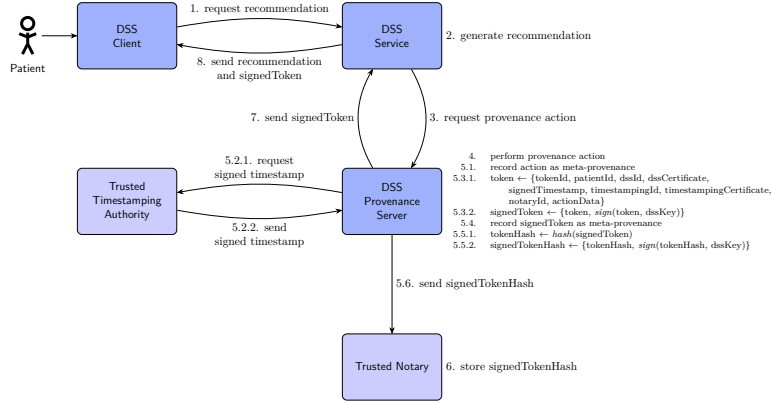 1. request recommendation
DSS
Client
DSS
Service
2. generate recommendation
Patient
8. send recommendation
and signedToken
7. send signedToken
3. request provenance action
5.2.1. request
signed timestamp
Trusted
Timestamping
Authority
DSS
Provenance
Server
5.2.2. send
signed timestamp
4. perform provenance action
5.1. record action as meta-provenance
5.3.1. token ← {tokenId, patientId, dssId, dssCertificate,
signedTimestamp, timestampingId, timestampingCertificate,
notaryId, actionData}
5.3.2. signedToken ← {token, sign(token, dssKey)}
5.4. record signedToken as meta-provenance
5.5.1. tokenHash ← hash(signedToken)
5.5.2. signedTokenHash ← {tokenHash, sign(tokenHash, dssKey)}
5.6. send signedTokenHash
Trusted Notary
6. store signedTokenHash